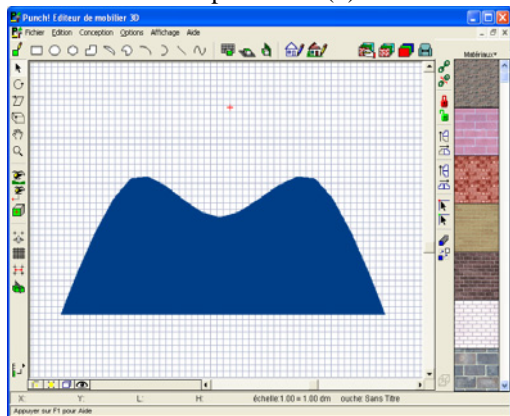 Punch! Editeur de mobilier 3D
Fichier Edition Conception Options Affichage Aide
Matériaux
X: Y: L: H: échelle:1.00 = 1.00 dm ouche: Sans Titre
Appuyer sur F1 pour Aide